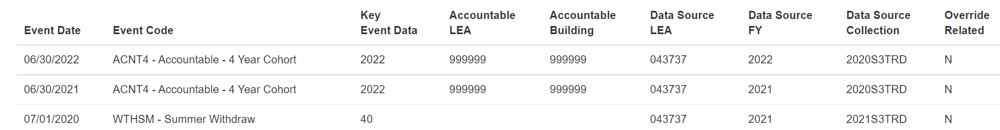 Key Accountable Accountable Data Source Data Source Data Source Override
Event Date Event Code Event Data LEA Building LEA FY Collection Related
06/30/2022 ACNT4 - Accountable - 4 Year Cohort 2022 999999 999999 043737 2022 2020S3TRD N
06/30/2021 ACNT4 - Accountable - 4 Year Cohort 2022 999999 999999 043737 2021 2020S3TRD N
07/01/2020 WTHSM - Summer Withdraw 40 043737 2021 2021S3TRD N